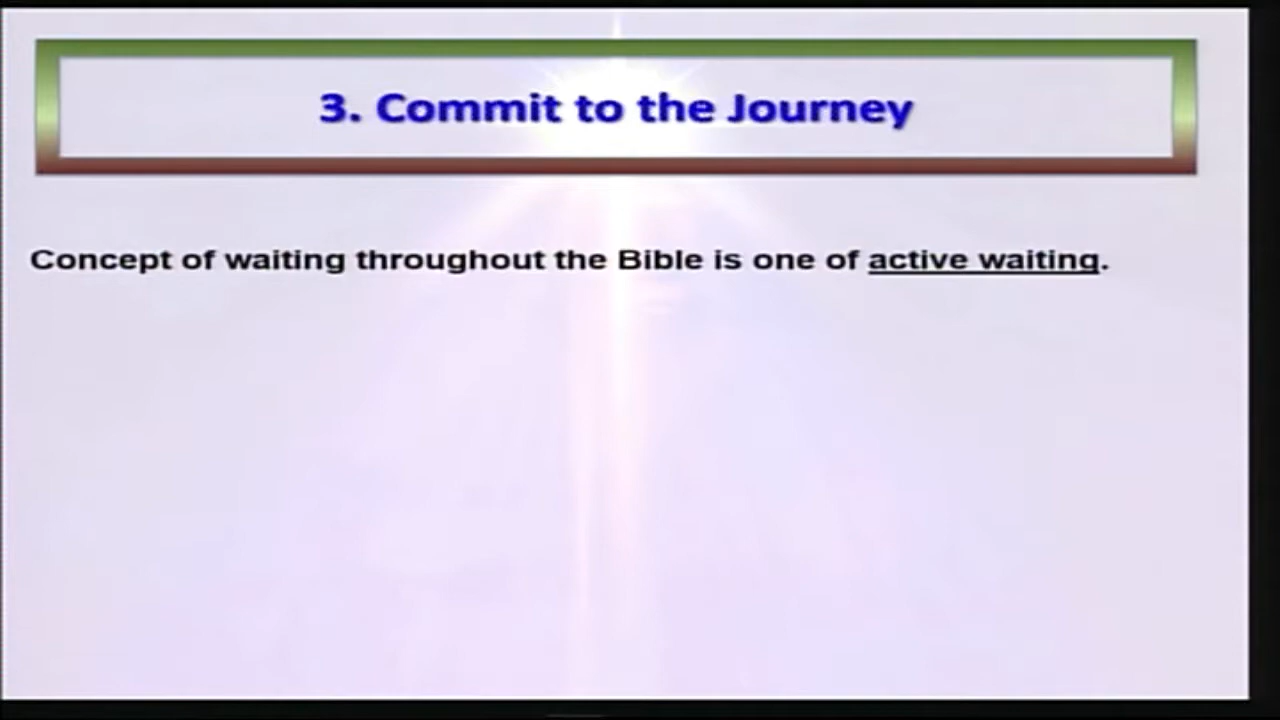 3. Commit to the Journey
Concept of waiting throughout the Bible is one of active waiting.